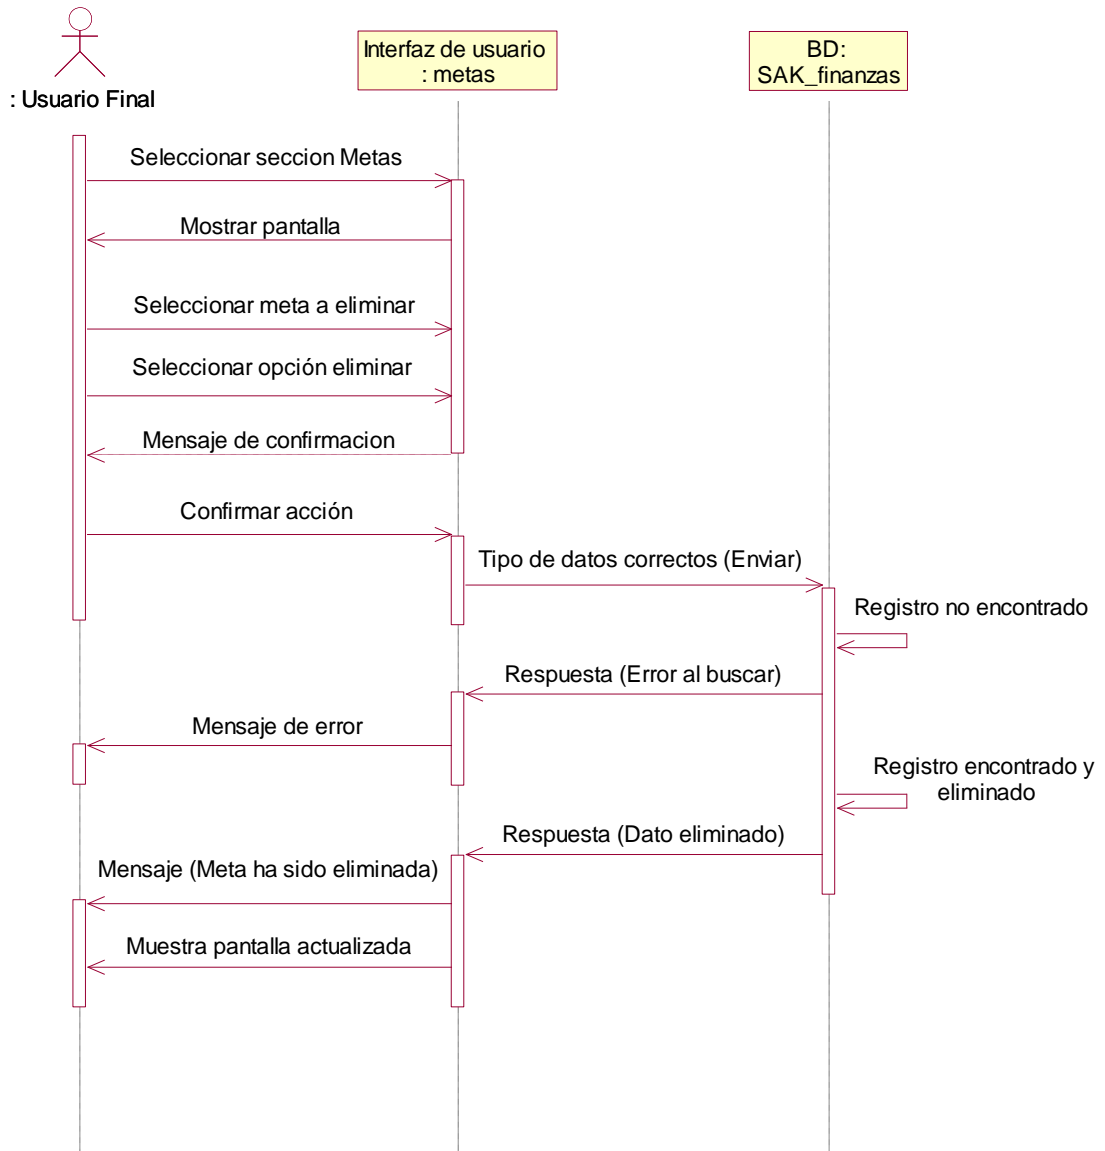 Interfaz de usuario
: metas
BD:
SAK_finanzas
: Usuario Final
Seleccionar seccion Metas
Mostrar pantalla
Seleccionar meta a eliminar
Seleccionar opción eliminar
Mensaje de confirmacion
Confirmar acción
Tipo de datos correctos (Enviar)
Registro no encontrado
Respuesta (Error al buscar)
Mensaje de error
Registro encontrado y
eliminado
Respuesta (Dato eliminado)
Mensaje (Meta ha sido eliminada)
Muestra pantalla actualizada